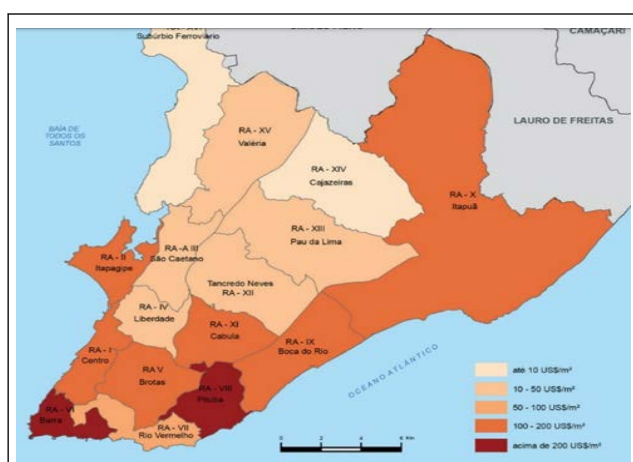 Subúrbio Ferroviário
CAMAÇARI
BAÍA DE
TODOS OS
SANTOS
LAURO DE FREITAS
RA - XV
Valéria
RA - XIV
Cajazeiras
RA - X
Itapuã
RA - XIII
Pau da Lima
RA - II
Itapagipe
RA-A III
São Caetano
Tancredo Neves
RA - XII
RA - IV
Liberdade
RA - XI
Cabula
RA - IX
Boca do Rio
RA - I
Centro
RA V
Brotas
RA - VIII
Pituba
RA - VI
Barra
RA - VII
Rio Vermelho
OCEANO ATLÂNTICO
até 10 US$/m²
10 - 50 US$/m²
50 - 100 US$/m²
100 - 200 US$/m²
acima de 200 US$/m²
0 2 4 6 Km